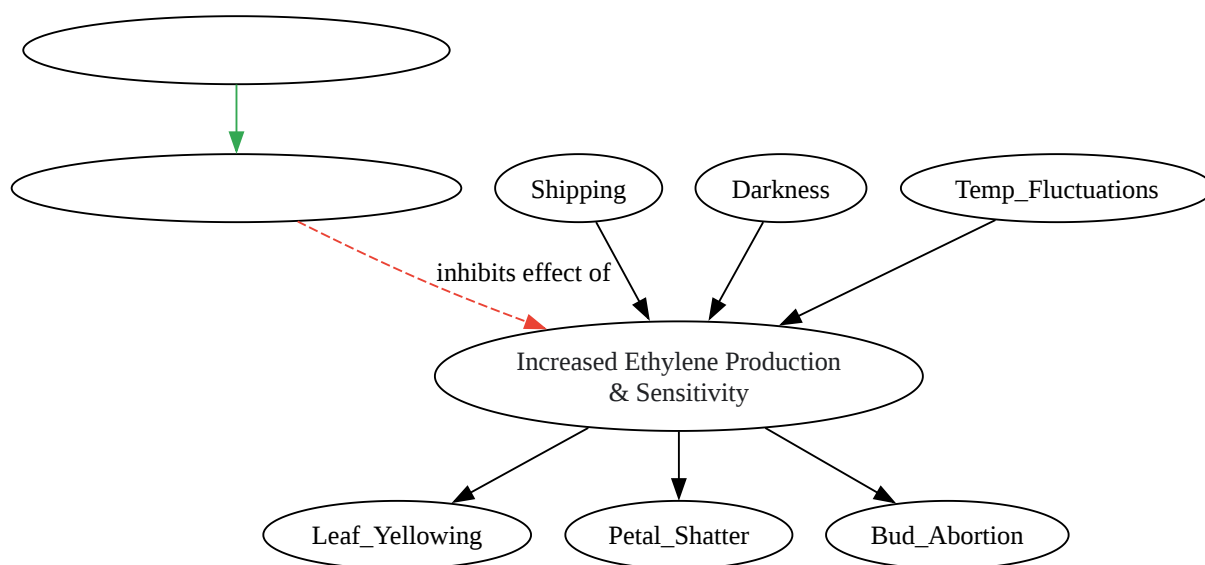 Shipping
Darkness
Temp_Fluctuations
inhibits effect of
Increased Ethylene Production
& Sensitivity
Leaf_Yellowing
Petal_Shatter
Bud_Abortion